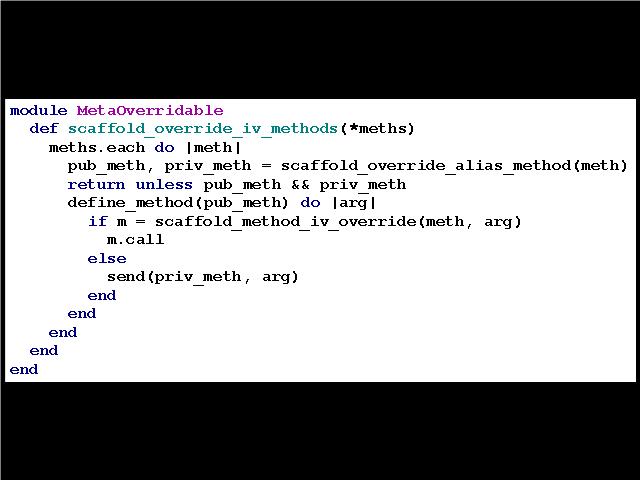 module MetaOverridable
  def scaffold_override_iv_methods(*meths)
    meths.each do |meth|
      pub_meth, priv_meth = scaffold_override_alias_method(meth)
      return unless pub_meth && priv_meth
      define_method(pub_meth) do |arg|
        if m = scaffold_method_iv_override(meth, arg)
          m.call
        else
          send(priv_meth, arg)
        end
      end
    end
  end
end